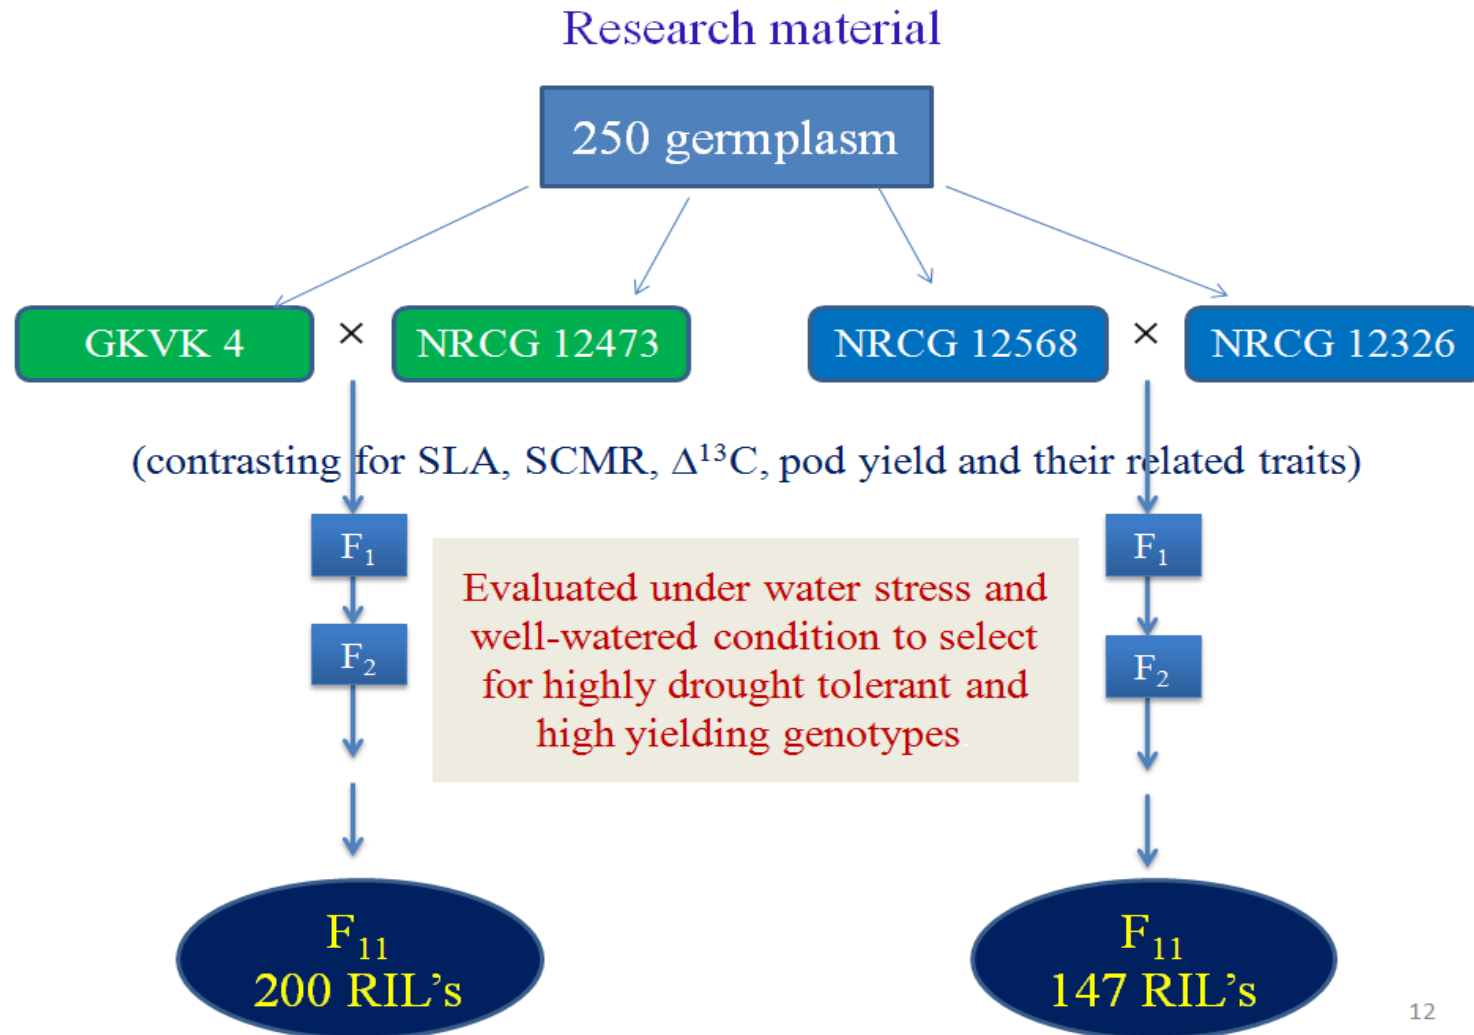 Research material
250 germplasm
GKVK 4 × NRCG 12473 NRCG 12568 × NRCG 12326
(contrasting for SLA, SCMR, Δ¹³C, pod yield and their related traits)
F₁
F₂
Evaluated under water stress and
well-watered condition to select
for highly drought tolerant and
high yielding genotypes.
F₁
F₂
F₁₁
200 RIL’s
F₁₁
147 RIL’s
12